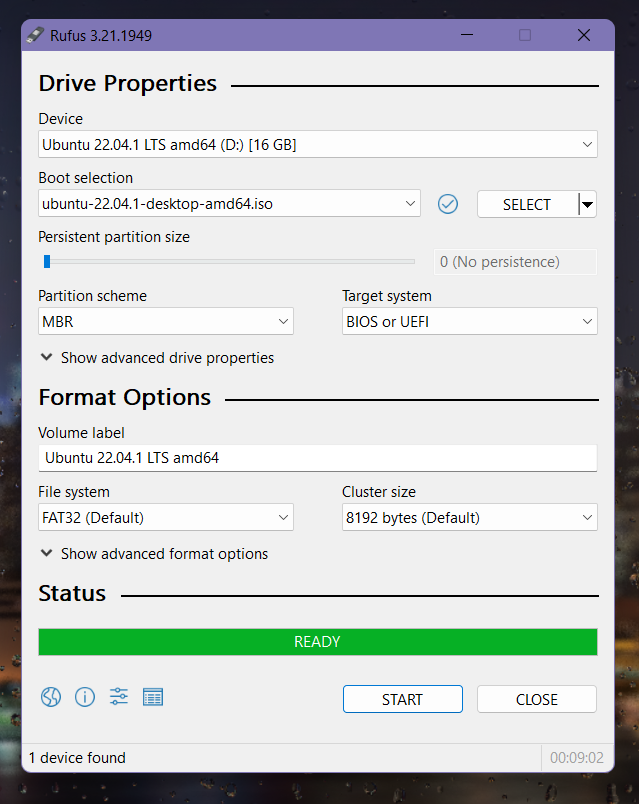 Rufus 3.21.1949
Drive Properties
Device
Ubuntu 22.04.1 LTS amd64 (D:) [16 GB]
Boot selection
ubuntu-22.04.1-desktop-amd64.iso
SELECT
Persistent partition size
0 (No persistence)
Partition scheme
Target system
MBR
BIOS or UEFI
Show advanced drive properties
Format Options
Volume label
Ubuntu 22.04.1 LTS amd64
File system
Cluster size
FAT32 (Default)
8192 bytes (Default)
Show advanced format options
Status
READY
START
CLOSE
1 device found
00:09:02